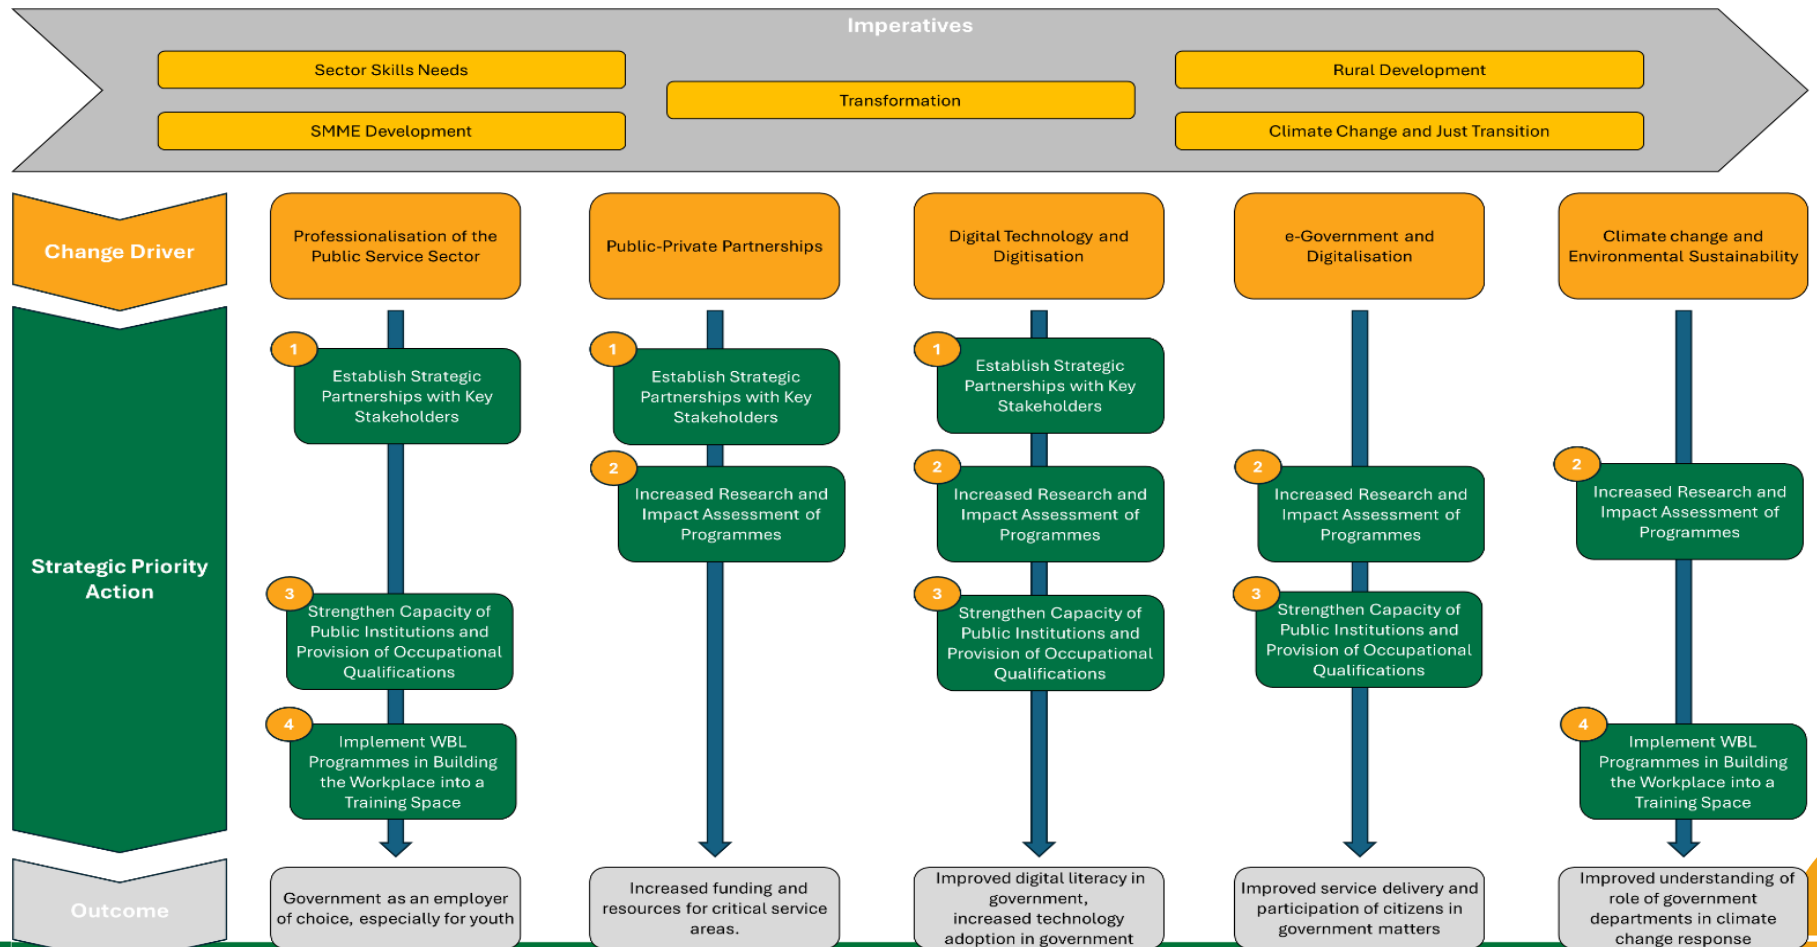 Imperatives
Sector Skills Needs
SMME Development
Transformation
Rural Development
Climate Change and Just Transition
Change Driver
Professionalisation of the
Public Service Sector
Public-Private Partnerships
Digital Technology and
Digitisation
e-Government and
Digitalisation
Climate change and
Environmental Sustainability
Strategic Priority
Action
1
Establish Strategic
Partnerships with Key
Stakeholders
3
Strengthen Capacity of
Public Institutions and
Provision of Occupational
Qualifications
4
Implement WBL
Programmes in Building
the Workplace into a
Training Space
1
Establish Strategic
Partnerships with Key
Stakeholders
2
Increased Research and
Impact Assessment of
Programmes
1
Establish Strategic
Partnerships with Key
Stakeholders
2
Increased Research and
Impact Assessment of
Programmes
3
Strengthen Capacity of
Public Institutions and
Provision of Occupational
Qualifications
2
Increased Research and
Impact Assessment of
Programmes
3
Strengthen Capacity of
Public Institutions and
Provision of Occupational
Qualifications
2
Increased Research and
Impact Assessment of
Programmes
4
Implement WBL
Programmes in Building
the Workplace into a
Training Space
Outcome
Government as an employer
of choice, especially for youth
Increased funding and
resources for critical service
areas.
Improved digital literacy in
government,
increased technology
adoption in government
Improved service delivery and
participation of citizens in
government matters
Improved understanding of
role of government
departments in climate
change response